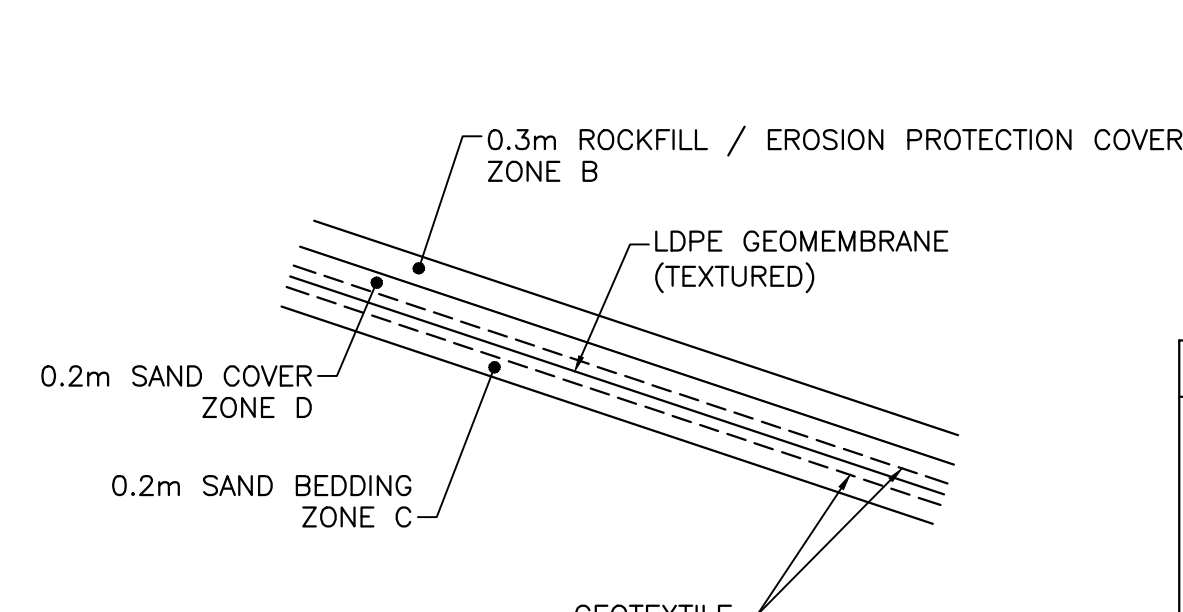 0.3m ROCKFILL / EROSION PROTECTION COVER
ZONE B
LDPE GEOMEMBRANE
(TEXTURED)
0.2m SAND COVER
ZONE D
0.2m SAND BEDDING
ZONE C
GEOTEXTILE